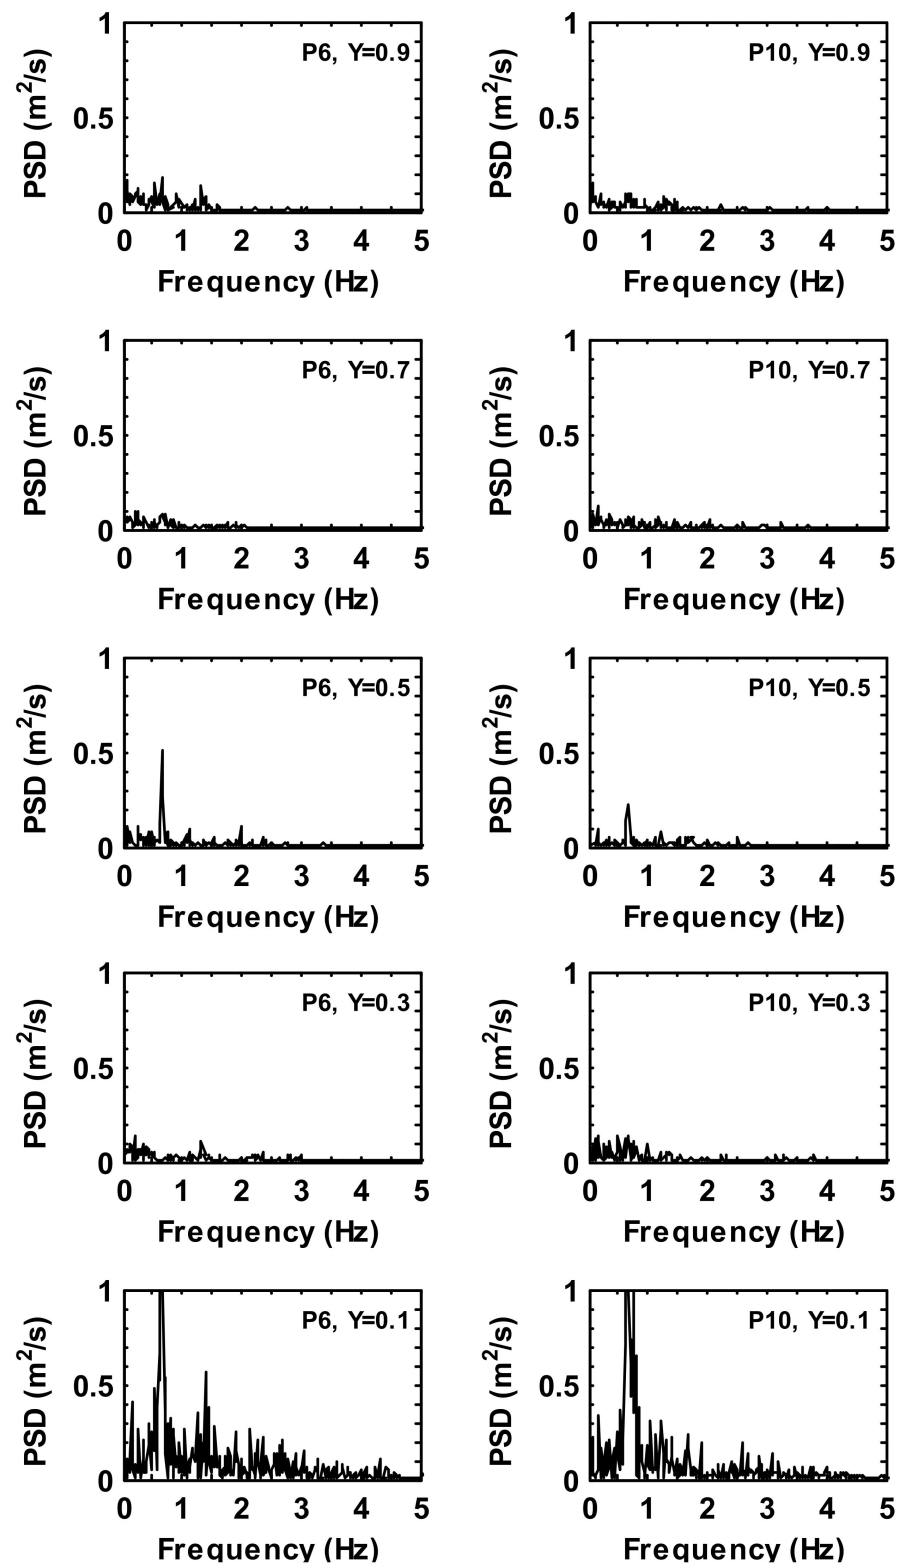 1 1
P6, Y=0.9 P10, Y=0.9
PSD (m²/s) 0.5 PSD (m²/s) 0.5
0 0
0 1 2 3 4 5 0 1 2 3 4 5
Frequency (Hz) Frequency (Hz)
1 1
P6, Y=0.7 P10, Y=0.7
PSD (m²/s) 0.5 PSD (m²/s) 0.5
0 0
0 1 2 3 4 5 0 1 2 3 4 5
Frequency (Hz) Frequency (Hz)
1 1
P6, Y=0.5 P10, Y=0.5
PSD (m²/s) 0.5 PSD (m²/s) 0.5
0 0
0 1 2 3 4 5 0 1 2 3 4 5
Frequency (Hz) Frequency (Hz)
1 1
P6, Y=0.3 P10, Y=0.3
PSD (m²/s) 0.5 PSD (m²/s) 0.5
0 0
0 1 2 3 4 5 0 1 2 3 4 5
Frequency (Hz) Frequency (Hz)
1 1
P6, Y=0.1 P10, Y=0.1
PSD (m²/s) 0.5 PSD (m²/s) 0.5
0 0
0 1 2 3 4 5 0 1 2 3 4 5
Frequency (Hz) Frequency (Hz)